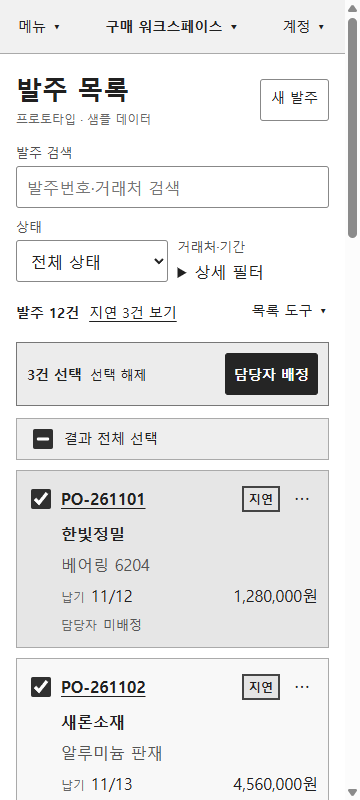 메뉴 ▾ 구매 워크스페이스 ▾ 계정 ▾
발주 목록
새 발주
프로토타입 · 샘플 데이터
발주 검색
발주번호·거래처 검색
상태
거래처·기간
전체 상태
▶ 상세 필터
발주 12건 지연 3건 보기 목록 도구 ▾
3건 선택 선택 해제 담당자 배정
결과 전체 선택
PO-261101 지연 ···
한빛정밀
베어링 6204
납기 11/12 1,280,000원
담당자 미배정
PO-261102 지연 ···
새론소재
알루미늄 판재
납기 11/13 4,560,000원